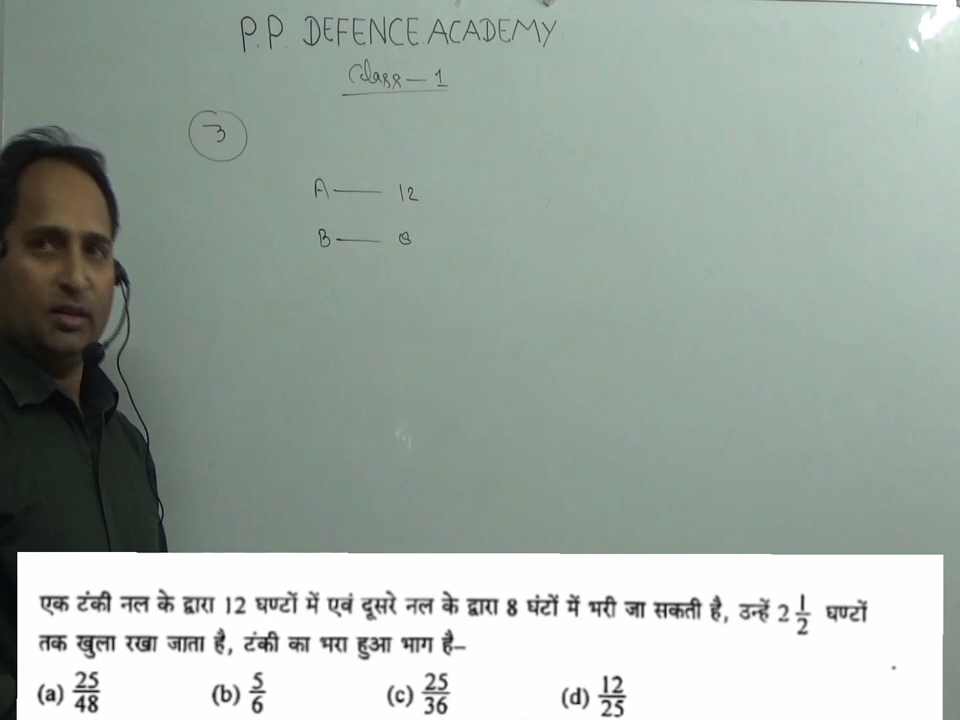 P.P. DEFENCE ACADEMY
Class - 1
3
A — 12
B — 8
एक टंकी नल के द्वारा 12 घण्टों में एवं दूसरे नल के द्वारा 8 घंटों में भरी जा सकती है, उन्हें 2 1/2 घण्टों
तक खुला रखा जाता है, टंकी का भरा हुआ भाग है–
(a) 25/48 (b) 5/6 (c) 25/36 (d) 12/25